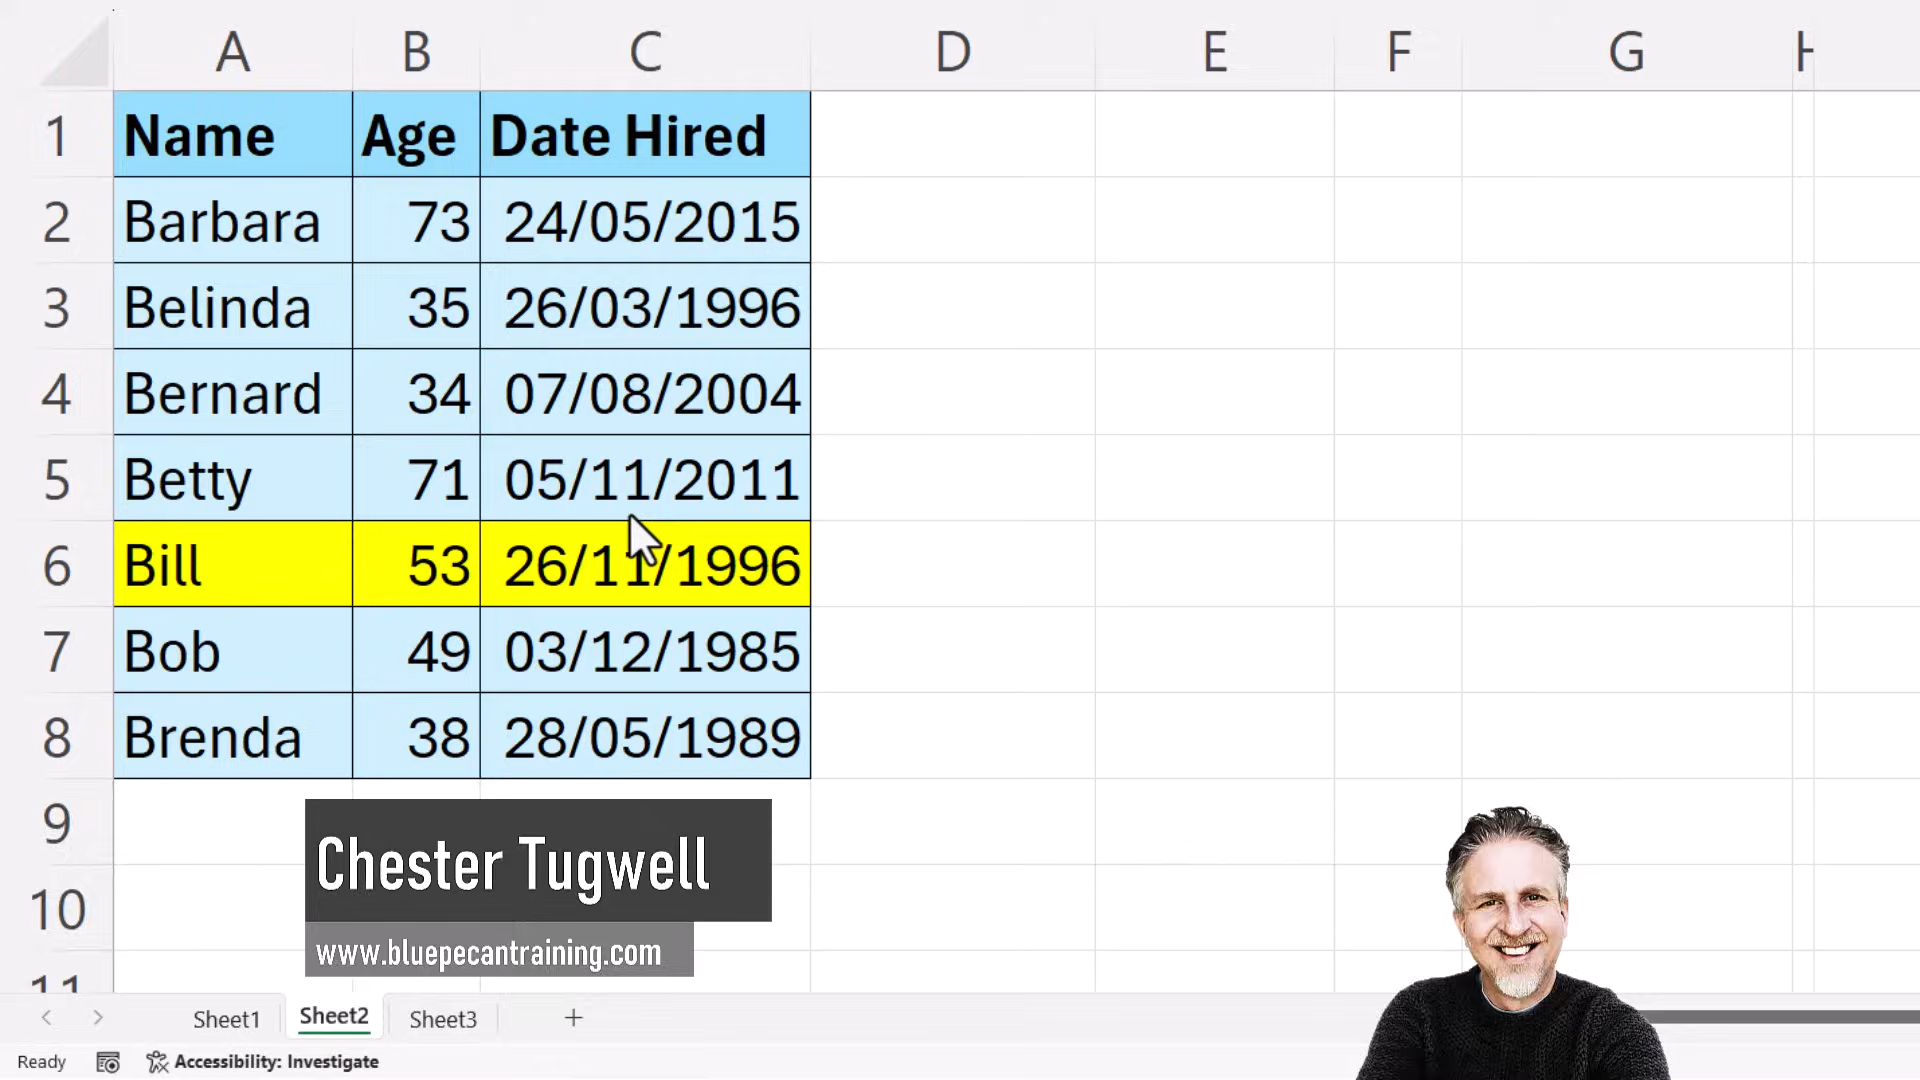 A B C D E F G H
1 Name Age Date Hired
2 Barbara 73 24/05/2015
3 Belinda 35 26/03/1996
4 Bernard 34 07/08/2004
5 Betty 71 05/11/2011
6 Bill 53 26/11/1996
7 Bob 49 03/12/1985
8 Brenda 38 28/05/1989
9
Chester Tugwell
10
www.bluepecantraining.com
11
Sheet1 Sheet2 Sheet3 +
Ready Accessibility: Investigate